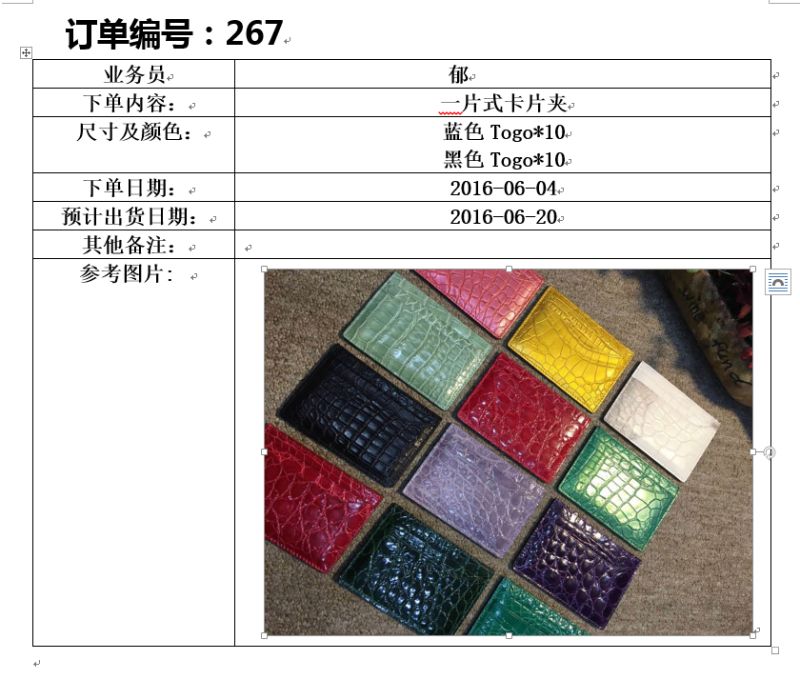 订单编号：267
业务员
郁
下单内容：
一片式卡片夹
尺寸及颜色：
蓝色 Togo*10
黑色 Togo*10
下单日期：
2016-06-04
预计出货日期：
2016-06-20
其他备注：
参考图片: